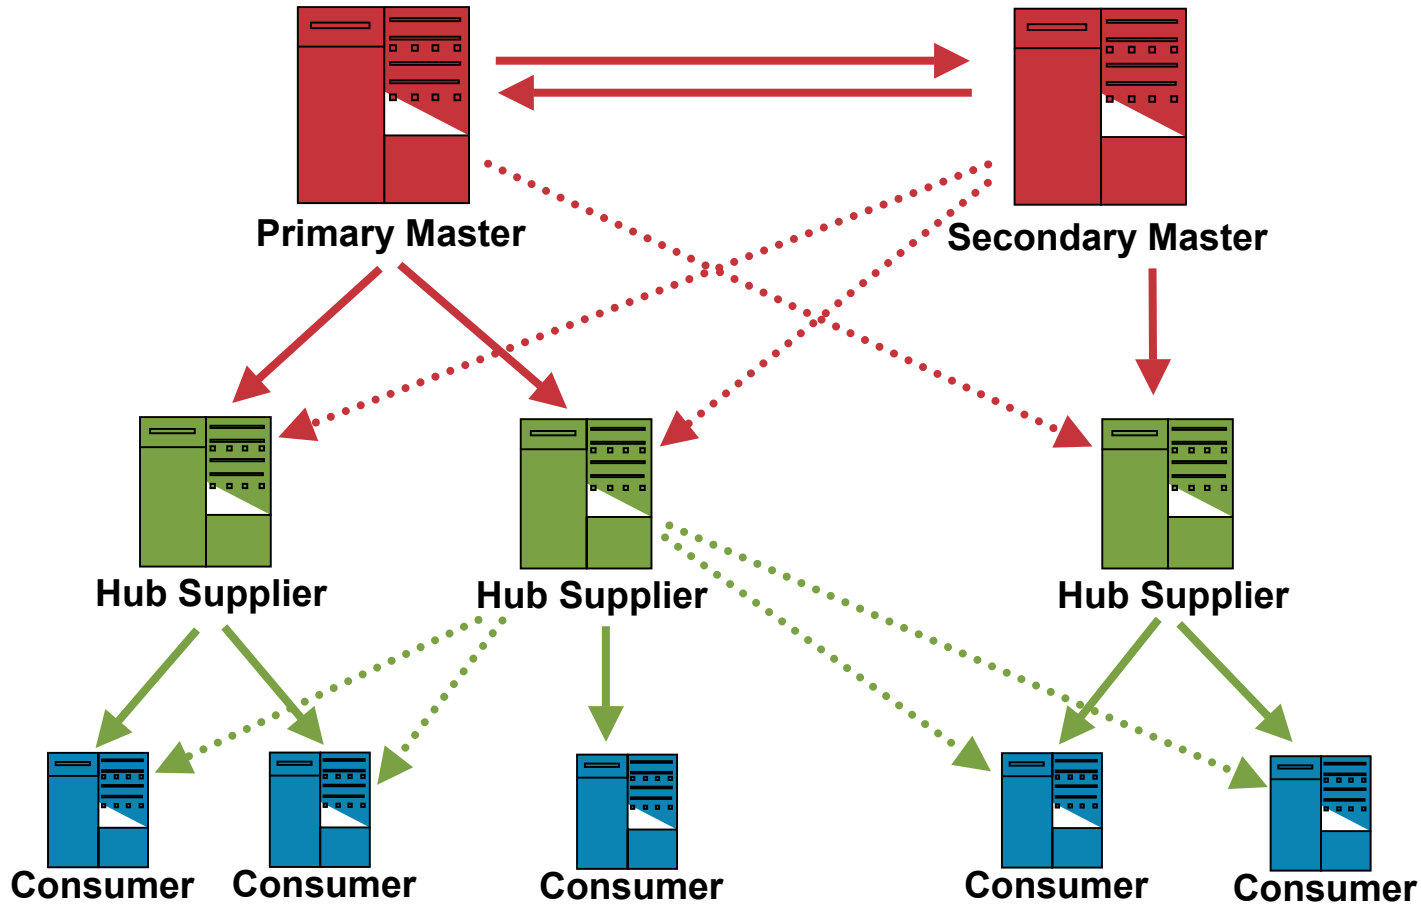 Primary Master
Secondary Master
Hub Supplier
Hub Supplier
Hub Supplier
Consumer
Consumer
Consumer
Consumer
Consumer